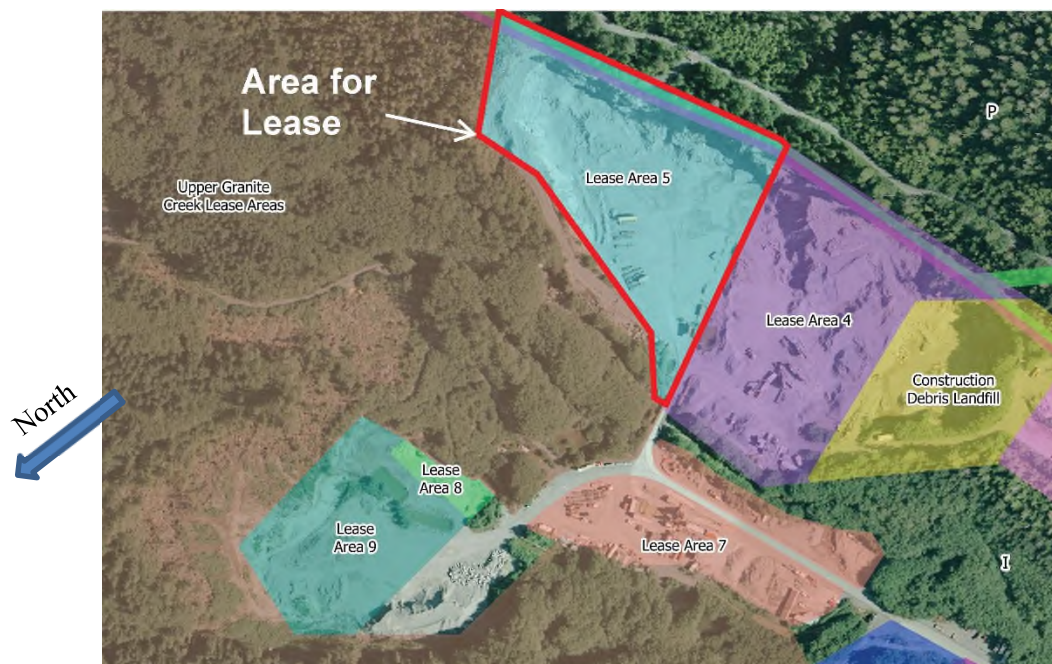 Area for
Lease
P
Lease Area 5
Upper Granite
Creek Lease Areas
Lease Area 4
Construction
Debris Landfill
North
Lease
Area 8
Lease
Area 9
Lease Area 7
I